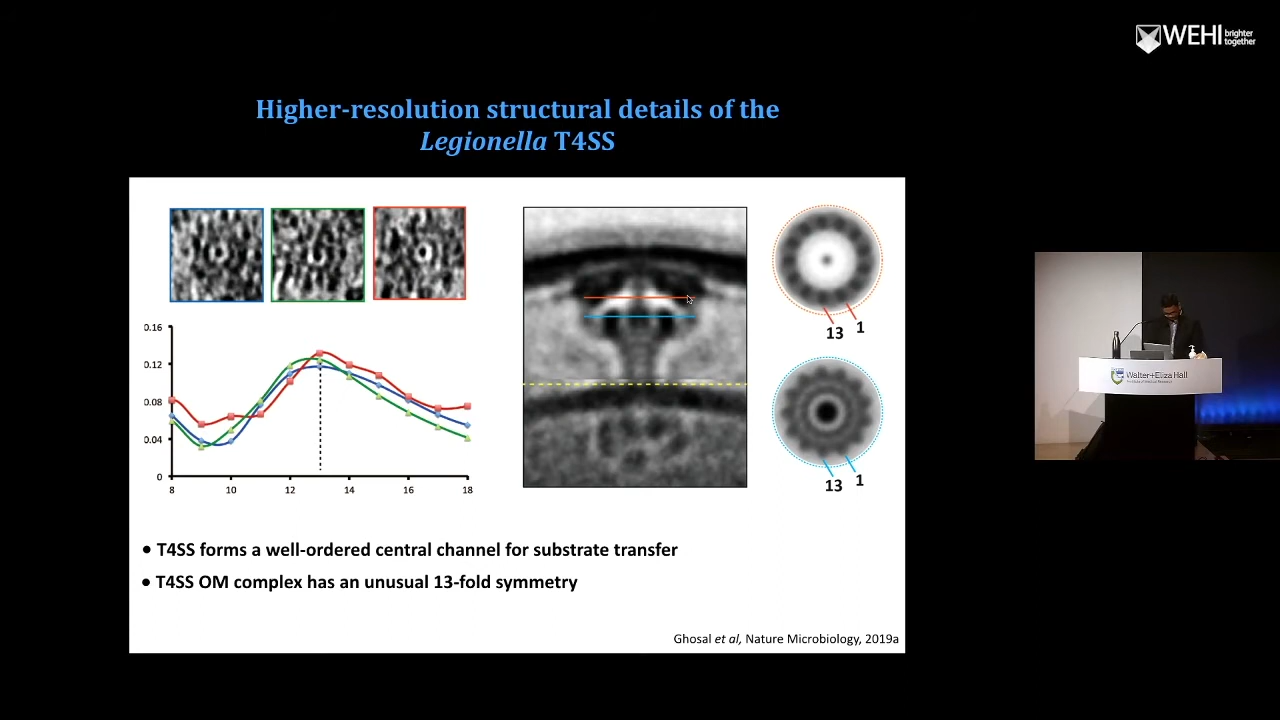 WEHI brighter together
Higher-resolution structural details of the
Legionella T4SS
0.16
0.12
0.08
0.04
0
8 10 12 14 16 18
13 1
13 1
• T4SS forms a well-ordered central channel for substrate transfer
• T4SS OM complex has an unusual 13-fold symmetry
Ghosal et al, Nature Microbiology, 2019a
Walter+Eliza Hall